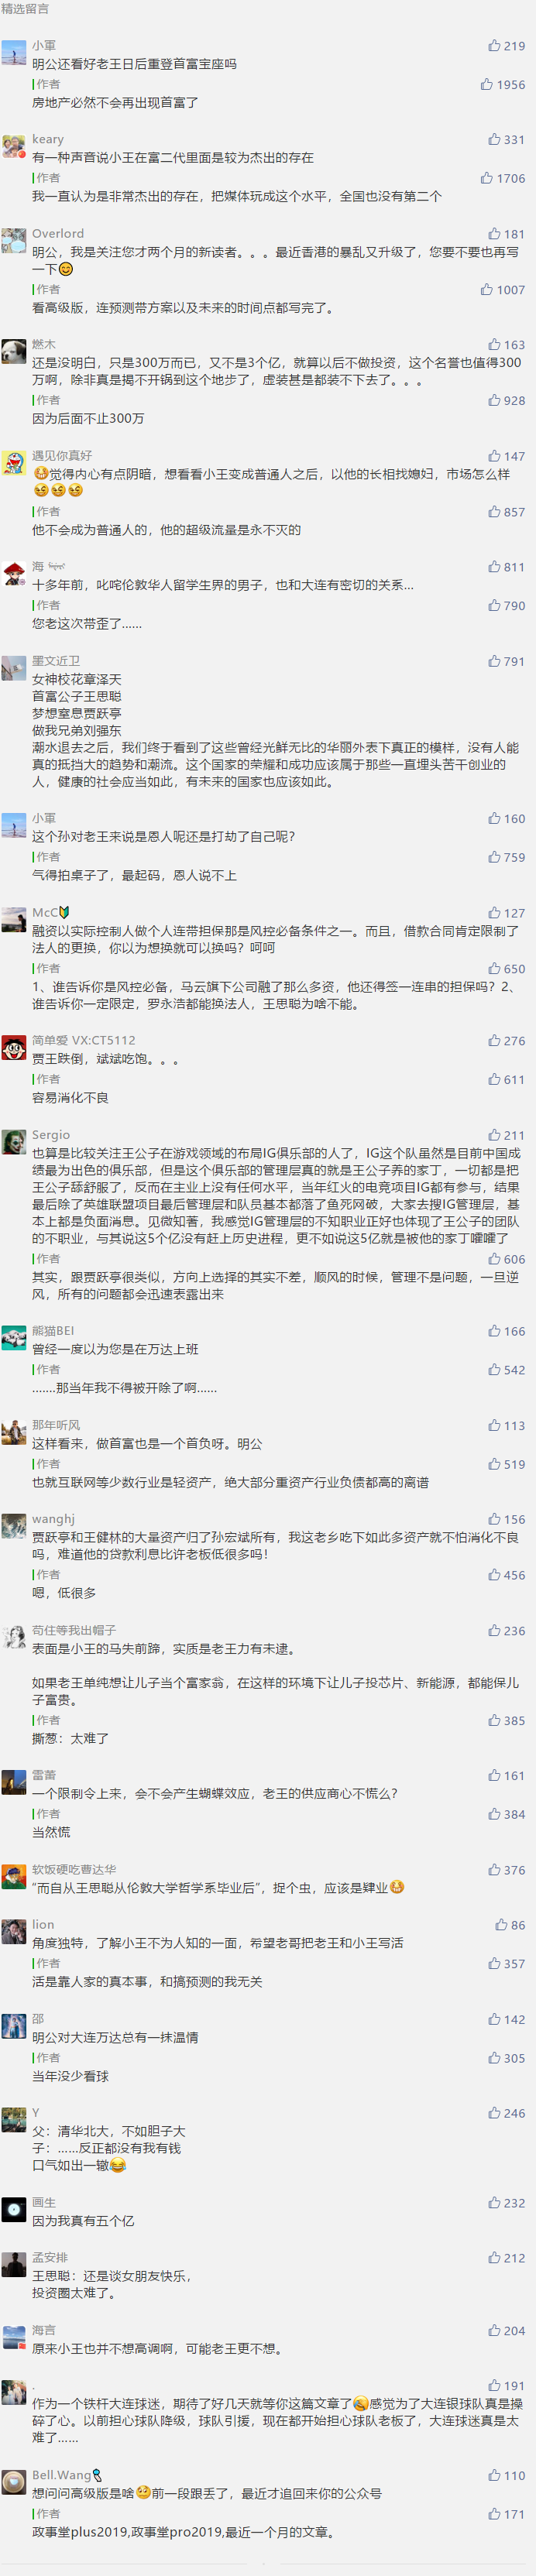 精选留言
小軍
219
明公还看好老王日后重登首富宝座吗
作者
1956
房地产必然不会再出现首富了
keary
331
有一种声音说小王在富二代里面是较为杰出的存在
作者
1706
我一直认为是非常杰出的存在，把媒体玩成这个水平，全国也没有第二个
Overlord
181
明公，我是关注您才两个月的新读者。。。最近香港的暴乱又升级了，您要不要也再写
一下😊
作者
1007
看高级版，连预测带方案以及未来的时间点都写完了。
燃木
163
还是没明白，只是300万而已，又不是3个亿，就算以后不做投资，这个名誉也值得300
万啊，除非真是揭不开锅到这个地步了，虚装甚是都装不下去了。。。
作者
928
因为后面不止300万
遇见你真好
147
觉得内心有点阴暗，想看看小王变成普通人之后，以他的长相找媳妇，市场怎么样
作者
857
他不会成为普通人的，他的超级流量是永不灭的
海
811
十多年前，叱咤伦敦华人留学生界的男子，也和大连有密切的关系...
作者
790
您老这次带歪了......
墨文近卫
791
女神校花章泽天
首富公子王思聪
梦想窒息贾跃亭
做我兄弟刘强东
潮水退去之后，我们终于看到了这些曾经光鲜无比的华丽外表下真正的模样，没有人能
真的抵挡大的趋势和潮流。这个国家的荣耀和成功应该属于那些一直埋头苦干创业的
人，健康的社会应当如此，有未来的国家也应该如此。
小軍
160
这个孙对老王来说是恩人呢还是打劫了自己呢？
作者
759
气得拍桌子了，最起码，恩人说不上
McC🔰
127
融资以实际控制人做个人连带担保那是风控必备条件之一。而且，借款合同肯定限制了
法人的更换，你以为想换就可以换吗？呵呵
作者
650
1、谁告诉你是风控必备，马云旗下公司融了那么多资，他还得签一连串的担保吗？2、
谁告诉你一定限定，罗永浩都能换法人，王思聪为啥不能。
简单爱 VX:CT5112
276
贾王跌倒，斌斌吃饱。。。
作者
611
容易消化不良
Sergio
211
也算是比较关注王公子在游戏领域的布局IG俱乐部的人了，IG这个队虽然是目前中国成
绩最为出色的俱乐部，但是这个俱乐部的管理层真的就是王公子养的家丁，一切都是把
王公子舔舒服了，反而在主业上没有任何水平，当年红火的电竞项目IG都有参与，结果
最后除了英雄联盟项目最后管理层和队员基本都落了鱼死网破，大家去搜IG管理层，基
本上都是负面消息。见微知著，我感觉IG管理层的不知职业正好也体现了王公子的团队
的不职业，与其说这5个亿没有赶上历史进程，更不如说这5亿就是被他的家丁嚯嚯了
作者
606
其实，跟贾跃亭很类似，方向上选择的其实不差，顺风的时候，管理不是问题，一旦逆
风，所有的问题都会迅速表露出来
熊猫BEI
166
曾经一度以为您是在万达上班
作者
542
.......那当年我不得被开除了啊......
那年听风
113
这样看来，做首富也是一个首负呀。明公
作者
519
也就互联网等少数行业是轻资产，绝大部分重资产行业负债都高的离谱
wanghj
156
贾跃亭和王健林的大量资产归了孙宏斌所有，我这老乡吃下如此多资产就不怕消化不良
吗，难道他的贷款利息比许老板低很多吗！
作者
456
嗯，低很多
苟住等我出帽子
236
表面是小王的马失前蹄，实质是老王力有未逮。
如果老王单纯想让儿子当个富家翁，在这样的环境下让儿子投芯片、新能源，都能保儿
子富贵。
作者
385
撕葱：太难了
雷菌
161
一个限制令上来，会不会产生蝴蝶效应，老王的供应商心不慌么？
作者
384
当然慌
软饭硬吃曹达华
376
“而自从王思聪从伦敦大学哲学系毕业后”，捉个虫，应该是肄业
lion
86
角度独特，了解小王不为人知的一面，希望老哥把老王和小王写活
作者
357
活是靠人家的真本事，和搞预测的我无关
邵
142
明公对大连万达总有一抹温情
作者
305
当年没少看球
Y
246
父：清华北大，不如胆子大
子：......反正都没有我有钱
口气如出一辙😂
画生
232
因为我真有五个亿
孟安排
212
王思聪：还是谈女朋友快乐，
投资圈太难了。
海言
204
原来小王也并不想高调啊，可能老王更不想。
.
191
作为一个铁杆大连球迷，期待了好几天就等你这篇文章了感觉为了大连银球队真是操
碎了心。以前担心球队降级，球队引援，现在都开始担心球队老板了，大连球迷真是太
难了......
Bell.Wang
110
想问问高级版是啥前一段跟丢了，最近才追回来你的公众号
作者
171
政事堂plus2019,政事堂pro2019,最近一个月的文章。